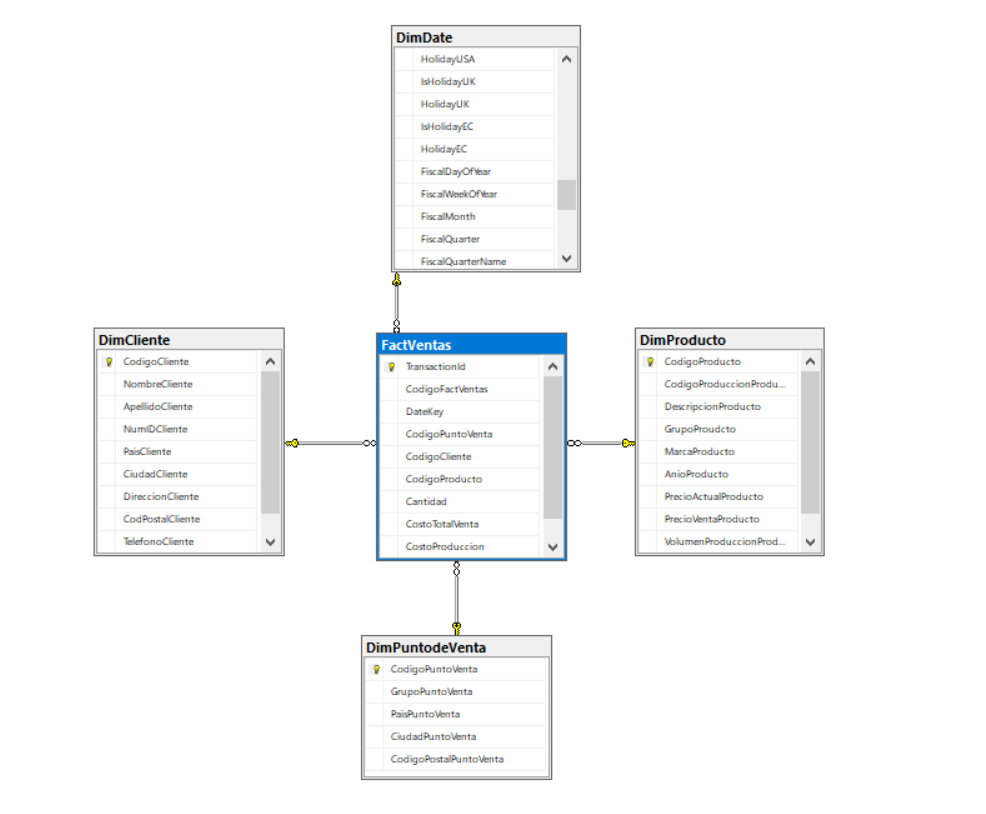 DimDate
HolidayUSA
IsHolidayUK
HolidayUK
IsHolidayEC
HolidayEC
FiscalDayOfYear
FiscalWeekOfYear
FiscalMonth
FiscalQuarter
FiscalQuarterName
DimCliente
CodigoCliente
NombreCliente
ApellidoCliente
NumIDCliente
PaisCliente
CiudadCliente
DireccionCliente
CodPostalCliente
TelefonoCliente
FactVentas
TransactionId
CodigoFactVentas
DateKey
CodigoPuntoVenta
CodigoCliente
CodigoProducto
Cantidad
CostoTotalVenta
CostoProduccion
DimProducto
CodigoProducto
CodigoProduccionProdu...
DescripcionProducto
GrupoProudcto
MarcaProducto
AnioProducto
PrecioActualProducto
PrecioVentaProducto
VolumenProduccionProd...
DimPuntodeVenta
CodigoPuntoVenta
GrupoPuntoVenta
PaisPuntoVenta
CiudadPuntoVenta
CodigoPostalPuntoVenta